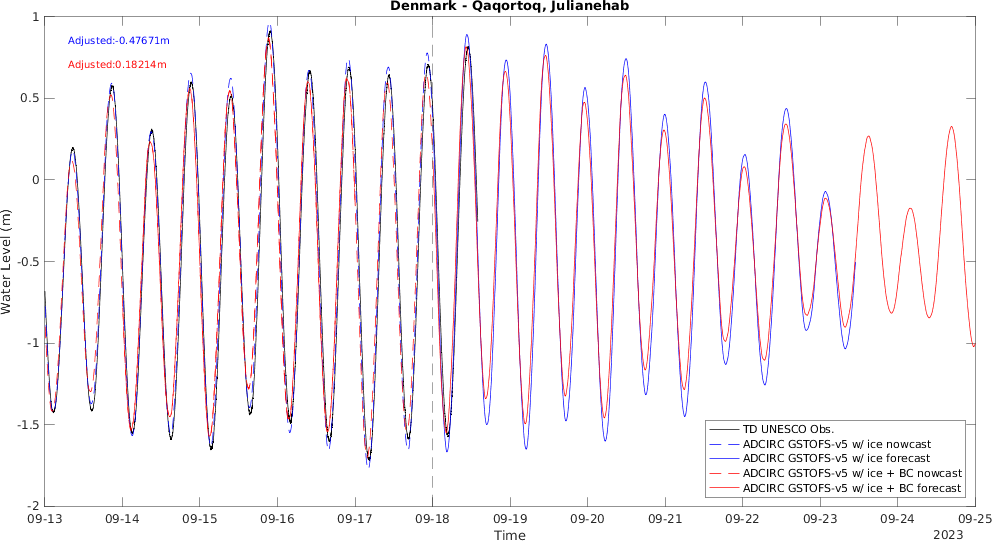 Denmark - Qaqortoq, Julianehab
Adjusted:-0.47671m
Adjusted:0.18214m
Water Level (m)
1
0.5
0
-0.5
-1
-1.5
-2
TD UNESCO Obs.
ADCIRC GSTOFS-v5 w/ ice nowcast
ADCIRC GSTOFS-v5 w/ ice forecast
ADCIRC GSTOFS-v5 w/ ice + BC nowcast
ADCIRC GSTOFS-v5 w/ ice + BC forecast
09-13 09-14 09-15 09-16 09-17 09-18 09-19 09-20 09-21 09-22 09-23 09-24 09-25
Time
2023